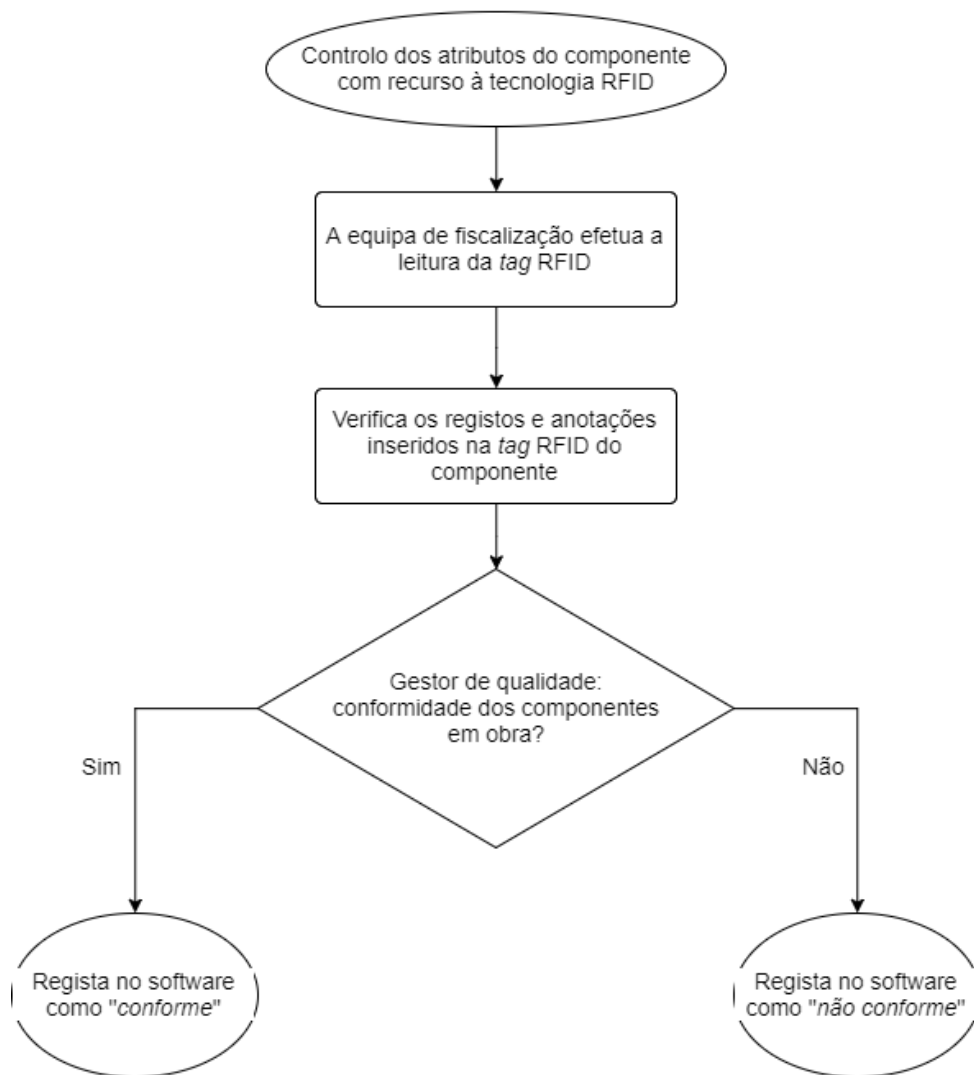 Controlo dos atributos do componente
com recurso à tecnologia RFID
A equipa de fiscalização efetua a
leitura da tag RFID
Verifica os registos e anotações
inseridos na tag RFID do
componente
Gestor de qualidade:
conformidade dos componentes
em obra?
Sim
Não
Regista no software
como "conforme"
Regista no software
como "não conforme"